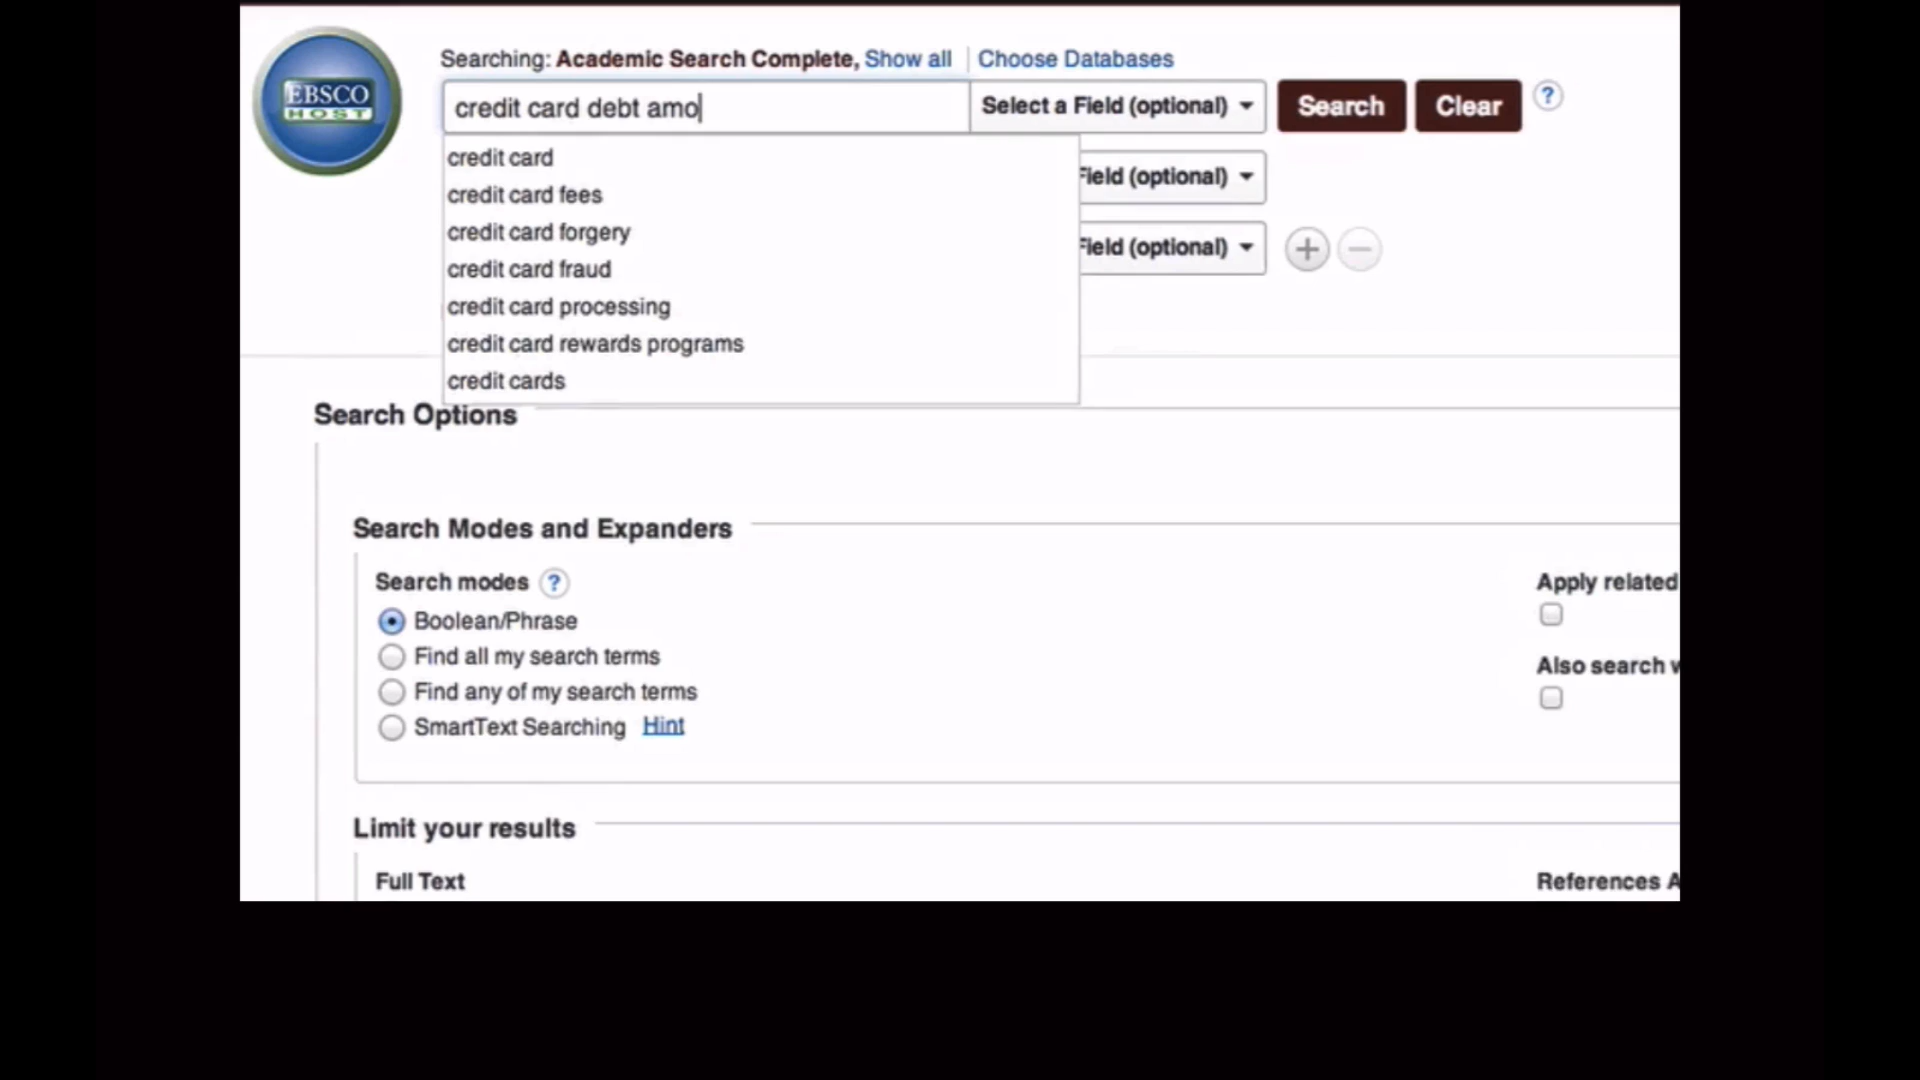 EBSCO
HOST
Searching: Academic Search Complete, Show all | Choose Databases
credit card debt amo
Select a Field (optional)
Search
Clear
?
credit card
credit card fees
Field (optional)
credit card forgery
Field (optional)
credit card fraud
credit card processing
credit card rewards programs
credit cards
Search Options
Search Modes and Expanders
Search modes ?
Boolean/Phrase
Find all my search terms
Find any of my search terms
SmartText Searching Hint
Apply related
Also search w
Limit your results
Full Text
References A